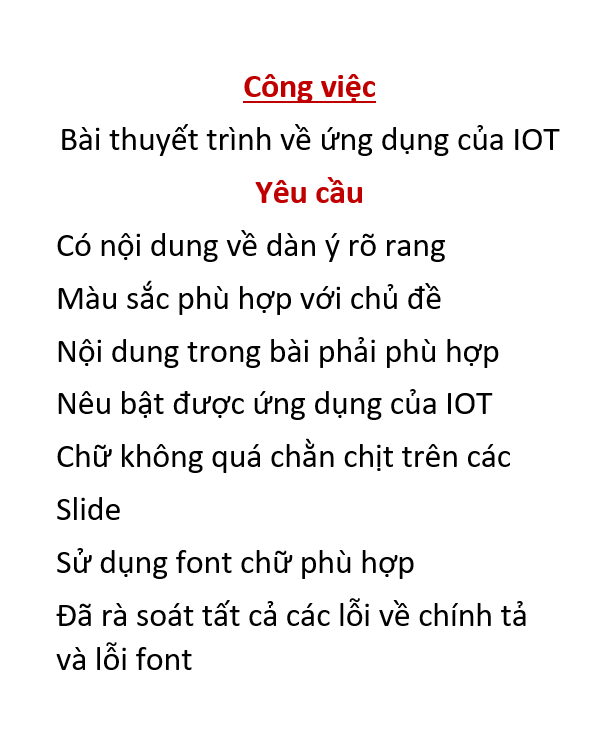 Công việc
Bài thuyết trình về ứng dụng của IOT
Yêu cầu
Có nội dung về dàn ý rõ rang
Màu sắc phù hợp với chủ đề
Nội dung trong bài phải phù hợp
Nêu bật được ứng dụng của IOT
Chữ không quá chằn chịt trên các
Slide
Sử dụng font chữ phù hợp
Đã rà soát tất cả các lỗi về chính tả
và lỗi font